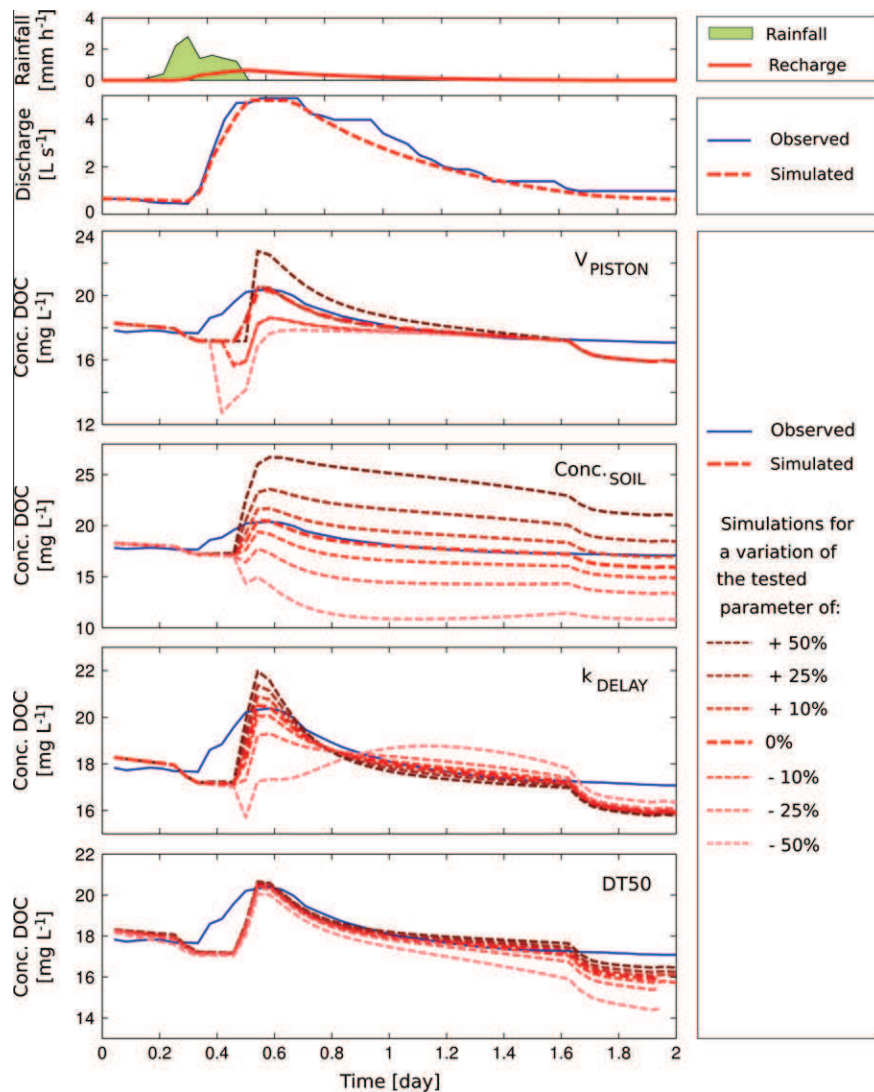 Rainfall
[mm h-1]
4
2
0
Rainfall
Recharge
Discharge
[L s-1]
4
2
0
Observed
Simulated
Conc. DOC
[mg L-1]
24
20
16
12
VPISTON
Conc. DOC
[mg L-1]
25
20
15
10
Conc.SOIL
Conc. DOC
[mg L-1]
22
20
18
16
k DELAY
Conc. DOC
[mg L-1]
22
20
18
16
14
DT50
0 0.2 0.4 0.6 0.8 1 1.2 1.4 1.6 1.8 2
Time [day]
Observed
Simulated
Simulations for
a variation of
the tested
parameter of:
+ 50%
+ 25%
+ 10%
0%
- 10%
- 25%
- 50%